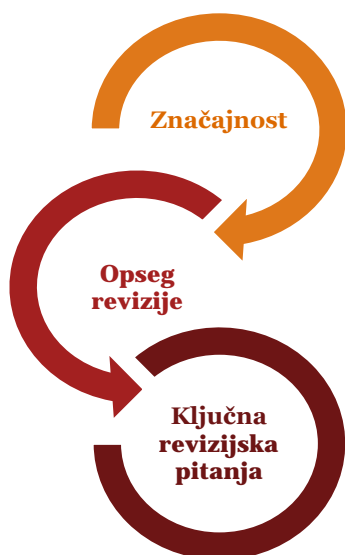 Značajnost
Opseg
revizije
Ključna
revizijska
pitanja